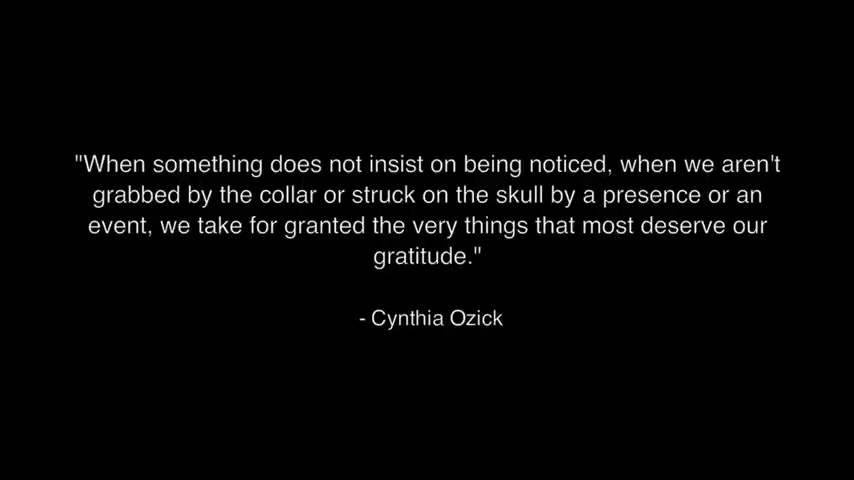 "When something does not insist on being noticed, when we aren't
grabbed by the collar or struck on the skull by a presence or an
event, we take for granted the very things that most deserve our
gratitude."
- Cynthia Ozick